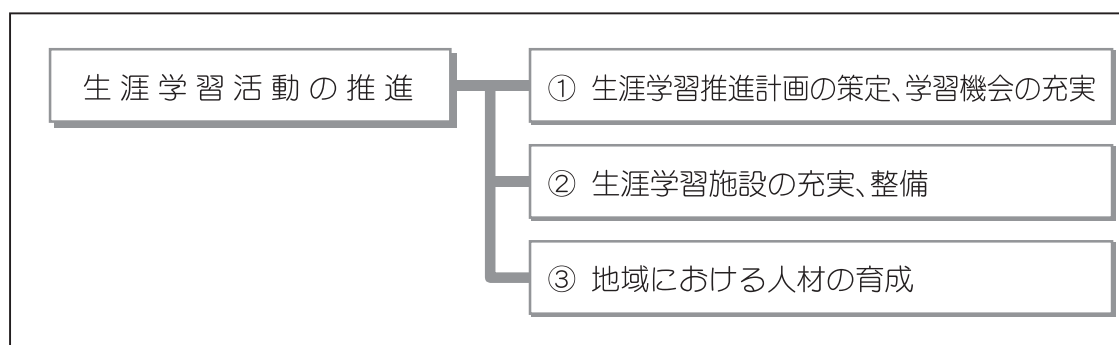 生涯学習活動の推進
① 生涯学習推進計画の策定、学習機会の充実
② 生涯学習施設の充実、整備
③ 地域における人材の育成